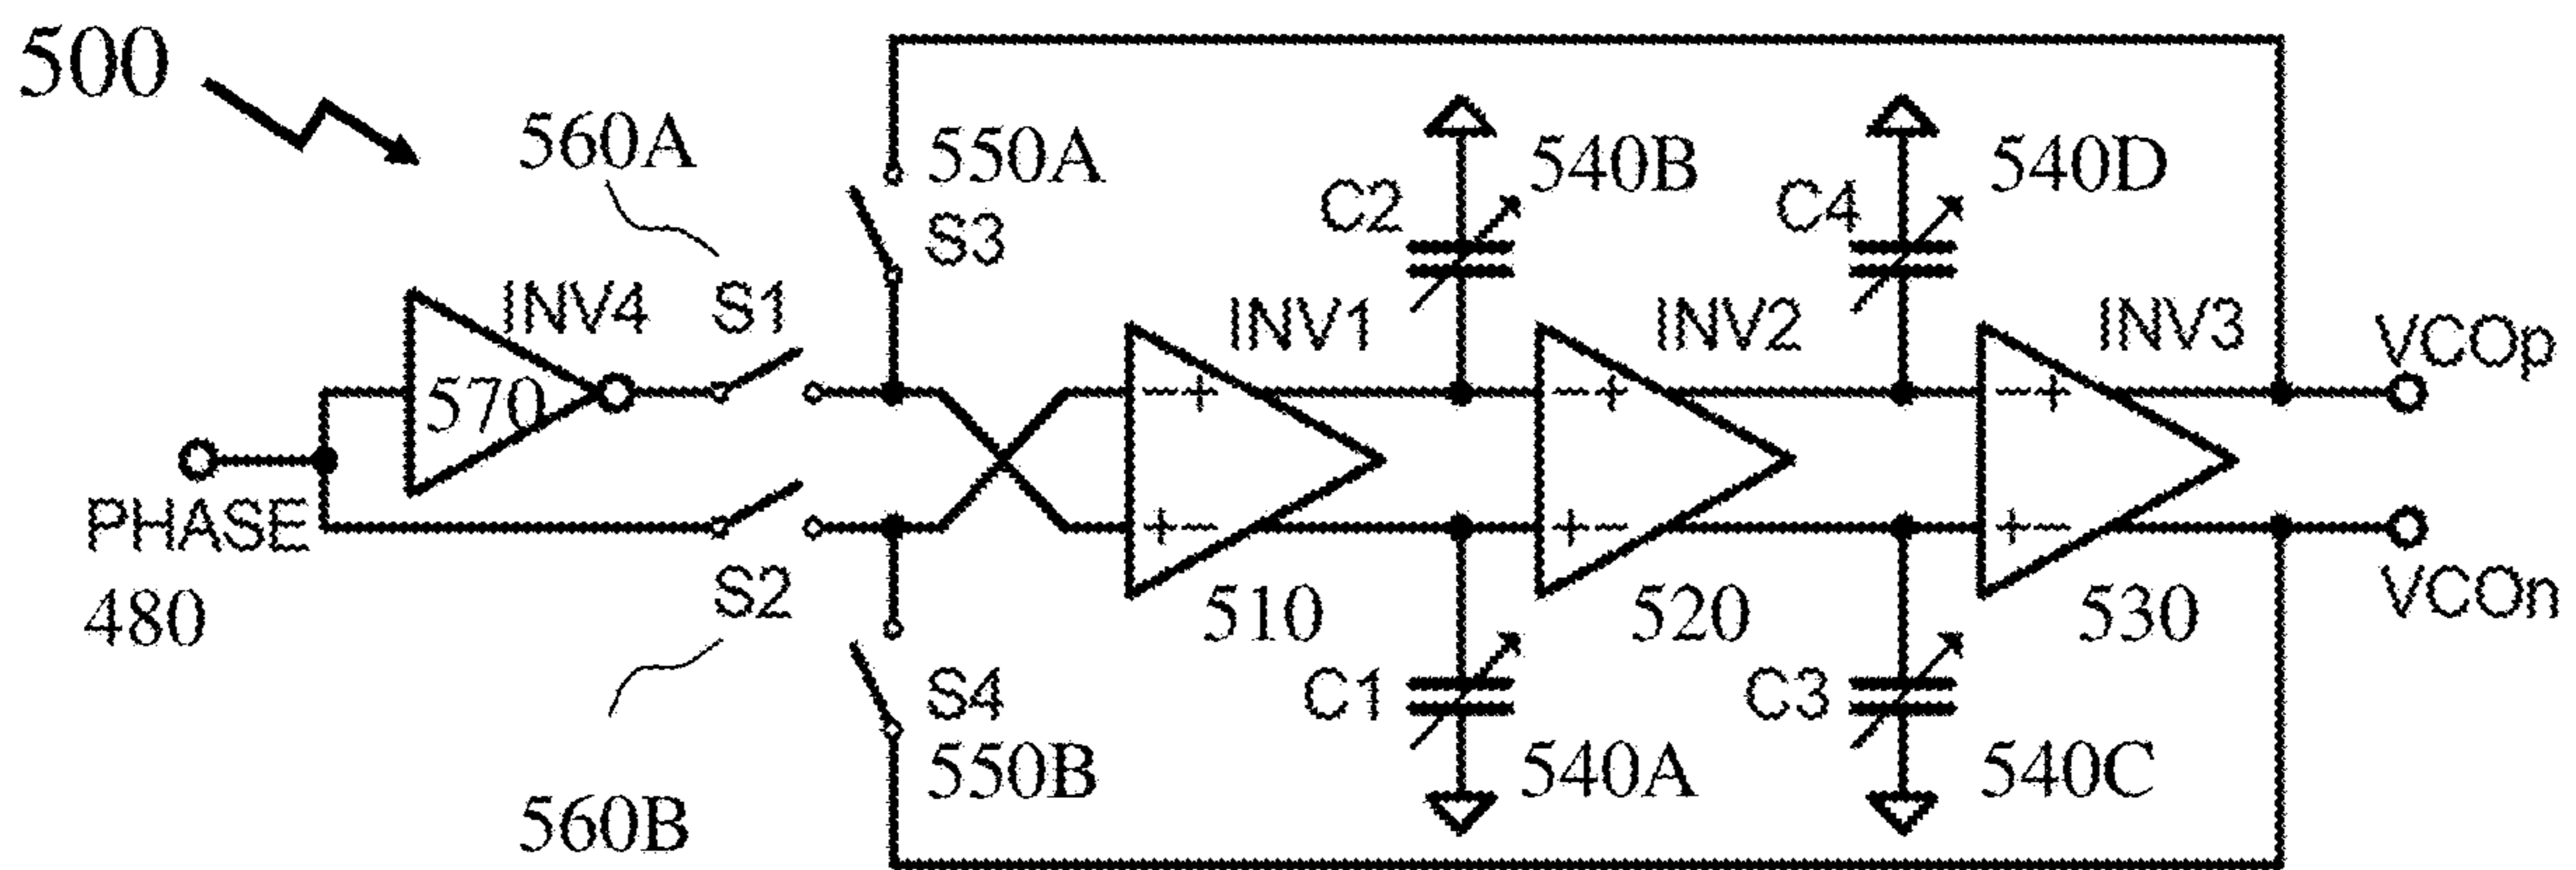 500
560A
550A
S3
540B
C2
540D
C4
INV4
S1
INV1
INV2
INV3
VCOp
570
-+
-+
-+
PHASE
480
S2
+-
+-
+-
510
520
530
VCOn
S4
550B
C1
540A
C3
540C
560B